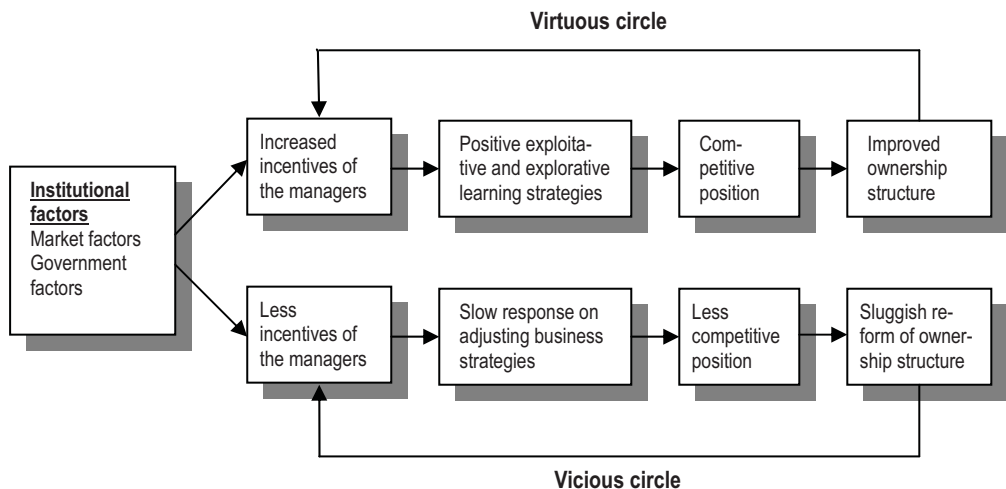 Virtuous circle
Institutional
factors
Market factors
Government
factors
Increased
incentives of
the managers
Positive exploita-
tive and explorative
learning strategies
Com-
petitive
position
Improved
ownership
structure
Less
incentives of
the managers
Slow response on
adjusting business
strategies
Less
competitive
position
Sluggish re-
form of owner-
ship structure
Vicious circle